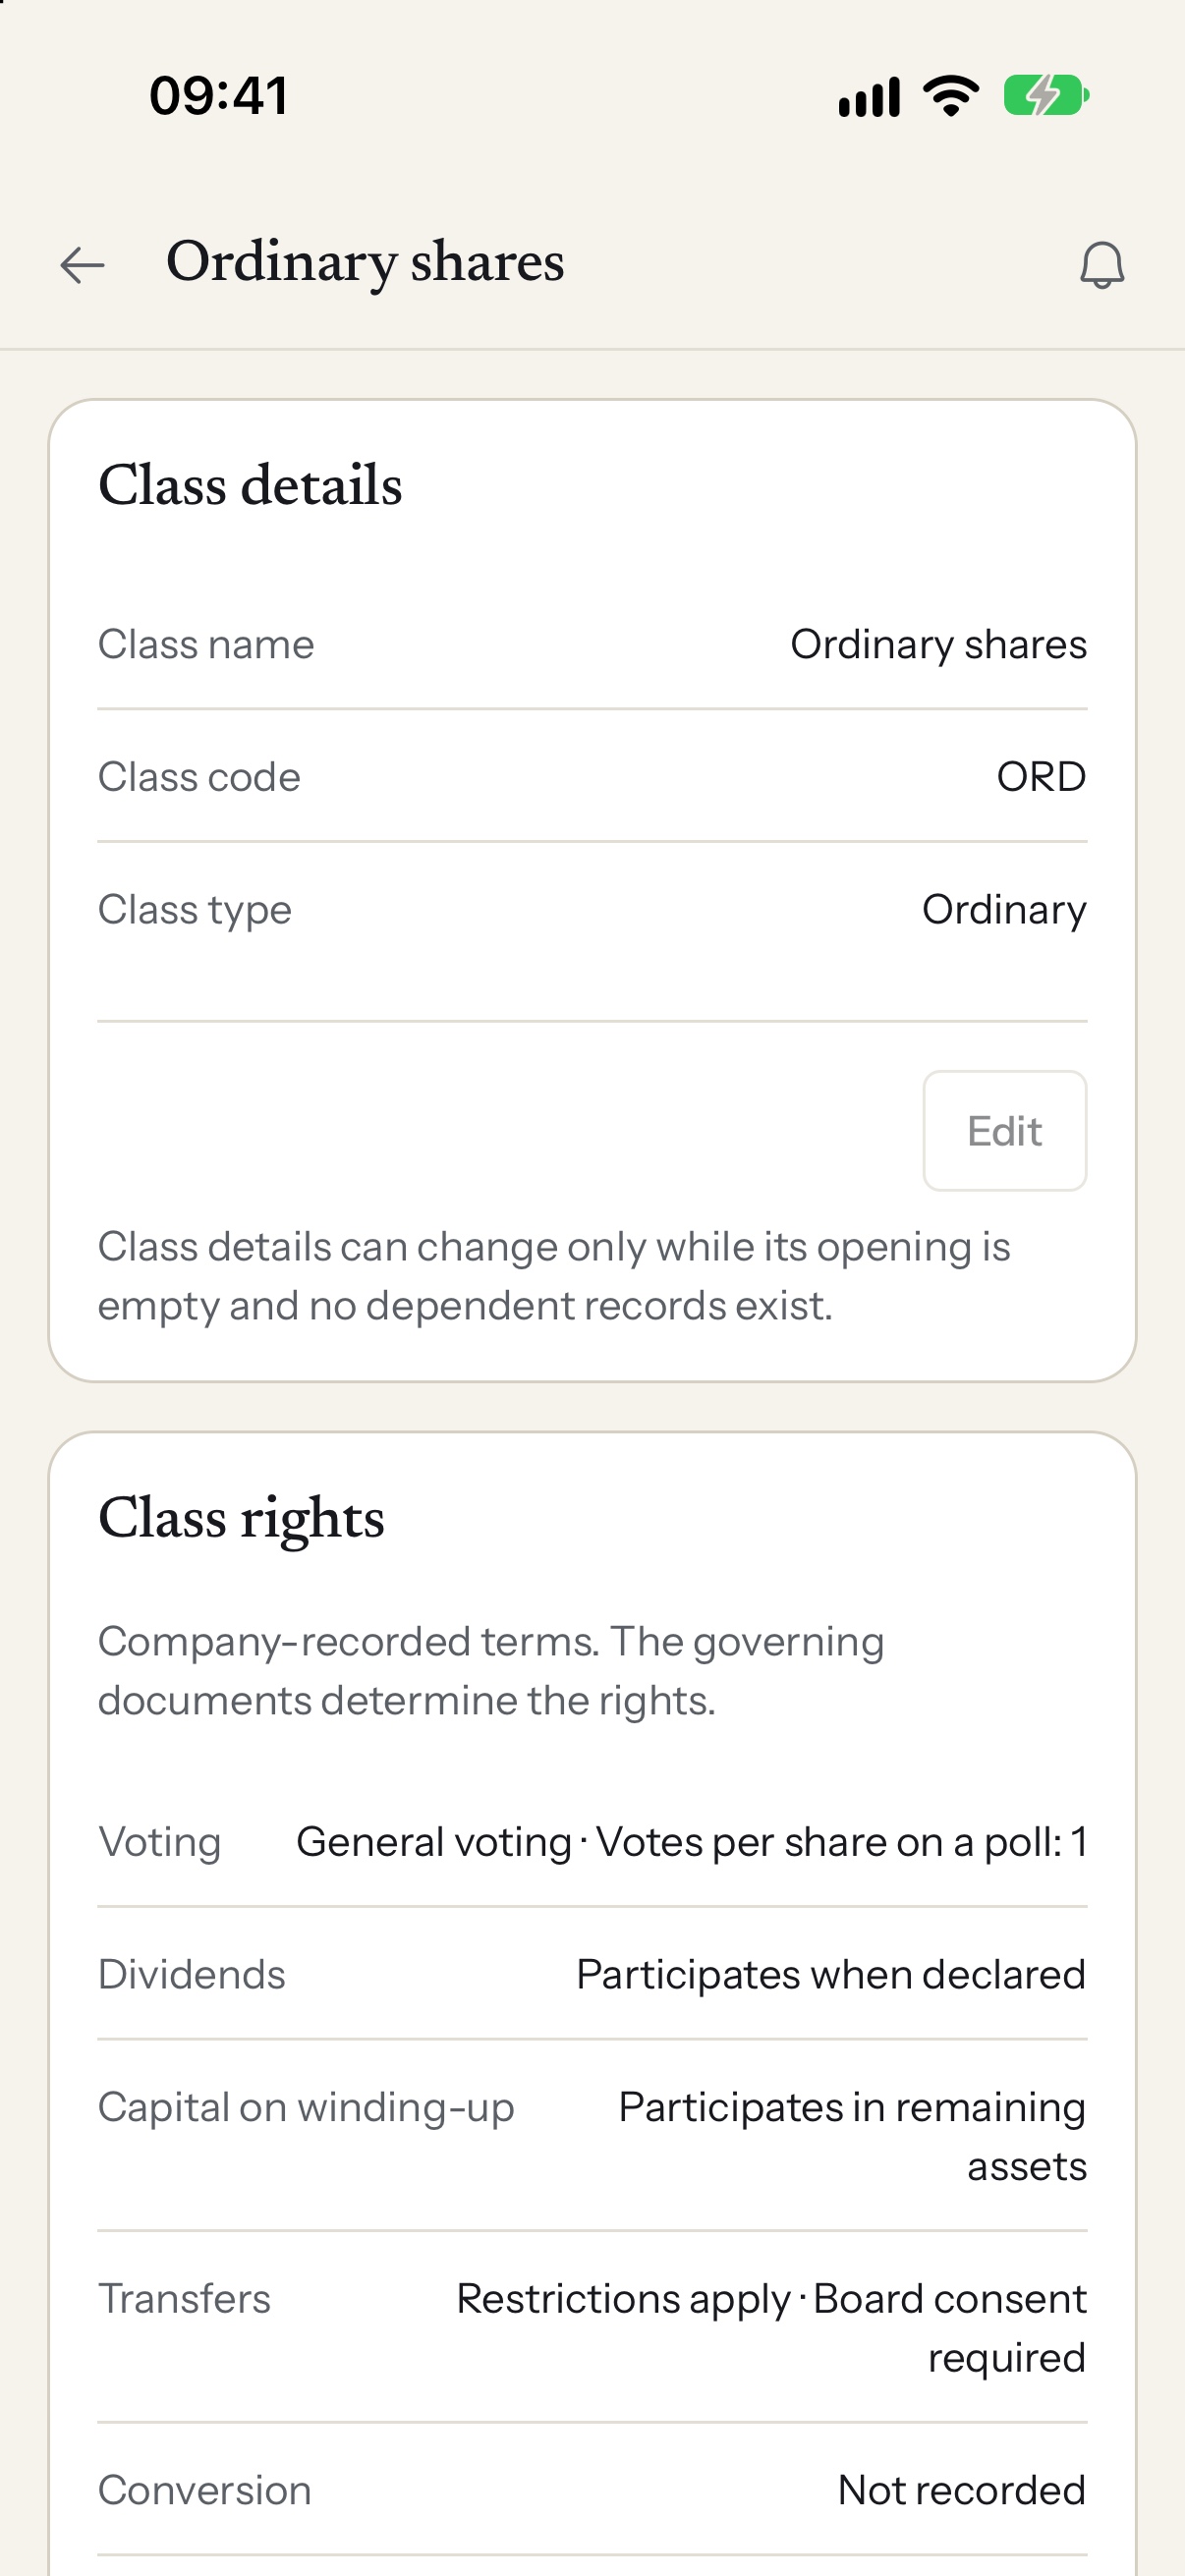 09:41
Ordinary shares
Class details
Class name Ordinary shares
Class code ORD
Class type Ordinary
Edit
Class details can change only while its opening is
empty and no dependent records exist.
Class rights
Company-recorded terms. The governing
documents determine the rights.
Voting General voting · Votes per share on a poll: 1
Dividends Participates when declared
Capital on winding-up Participates in remaining
assets
Transfers Restrictions apply · Board consent
required
Conversion Not recorded